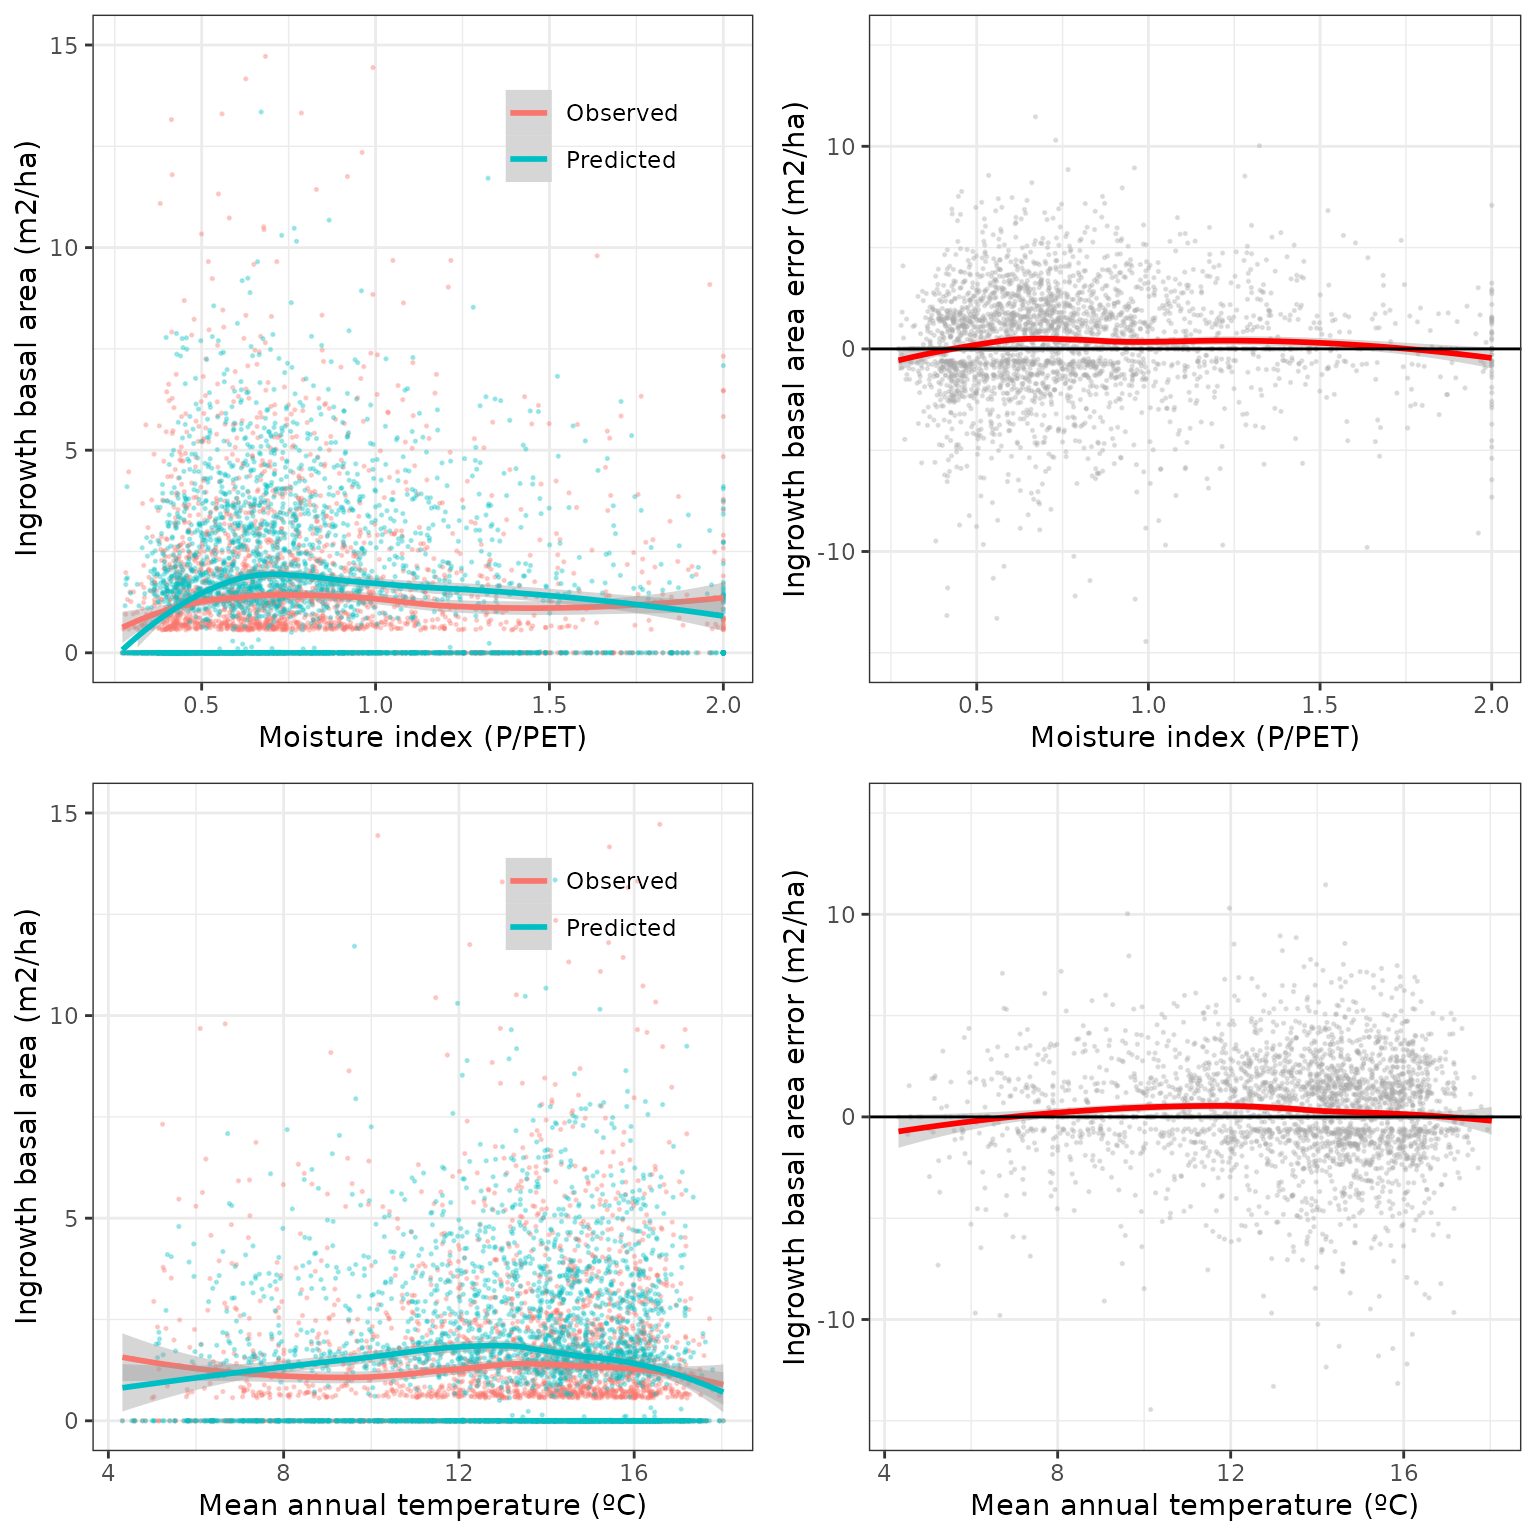 Ingrowth basal area (m2/ha)
15
10
5
0
Observed
Predicted
0.5 1.0 1.5 2.0
Moisture index (P/PET)
Ingrowth basal area error (m2/ha)
10
0
-10
0.5 1.0 1.5 2.0
Moisture index (P/PET)
Ingrowth basal area (m2/ha)
15
10
5
0
Observed
Predicted
4 8 12 16
Mean annual temperature (ºC)
Ingrowth basal area error (m2/ha)
10
0
-10
4 8 12 16
Mean annual temperature (ºC)